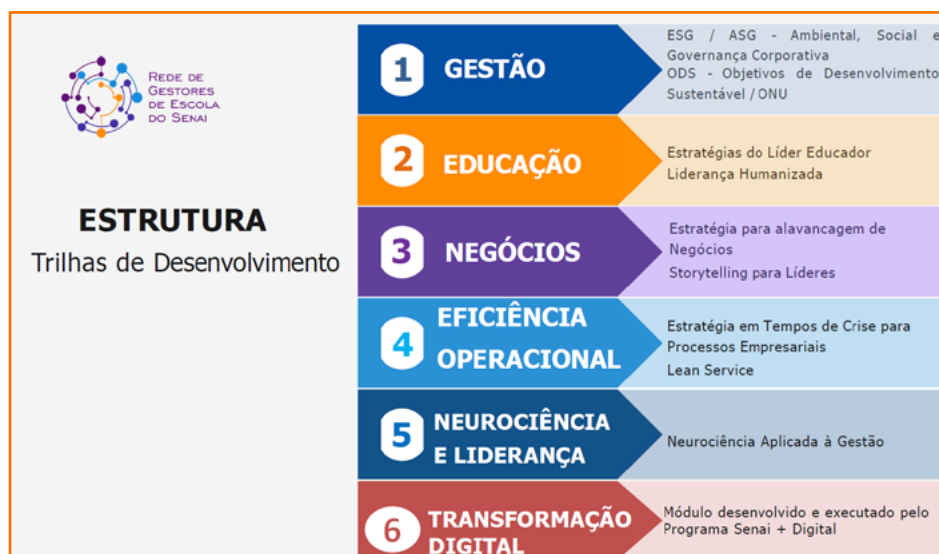 REDE DE
GESTORES
DE ESCOLA
DO SENAI
ESTRUTURA
Trilhas de Desenvolvimento
1
GESTÃO
ESG / ASG - Ambiental, Social e
Governança Corporativa
ODS - Objetivos de Desenvolvimento
Sustentável / ONU
2
EDUCAÇÃO
Estratégias do Líder Educador
Liderança Humanizada
3
NEGÓCIOS
Estratégia para alavancagem de
Negócios
Storytelling para Líderes
4
EFICIÊNCIA
OPERACIONAL
Estratégia em Tempos de Crise para
Processos Empresariais
Lean Service
5
NEUROCIÊNCIA
E LIDERANÇA
Neurociência Aplicada à Gestão
6
TRANSFORMAÇÃO
DIGITAL
Módulo desenvolvido e executado pelo
Programa Senai + Digital